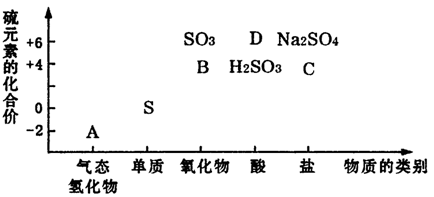 硫元素的化合价
+6
+4
0
-2
SO₃ D Na₂SO₄
B H₂SO₃ C
S
A
气态氢化物 单质 氧化物 酸 盐 物质的类别